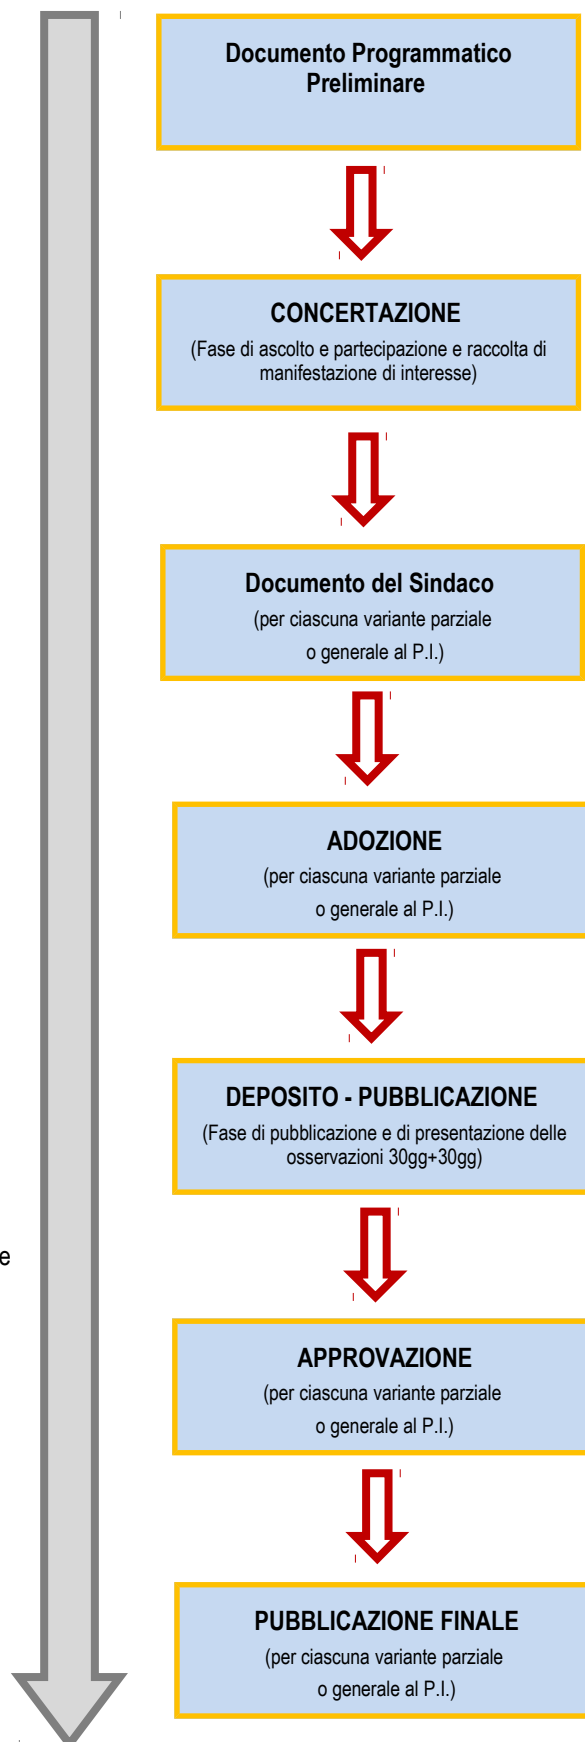 Documento Programmatico
Preliminare
CONCERTAZIONE
(Fase di ascolto e partecipazione e raccolta di
manifestazione di interesse)
Documento del Sindaco
(per ciascuna variante parziale
o generale al P.I.)
ADOZIONE
(per ciascuna variante parziale
o generale al P.I.)
DEPOSITO - PUBBLICAZIONE
(Fase di pubblicazione e di presentazione delle
osservazioni 30gg+30gg)
e
APPROVAZIONE
(per ciascuna variante parziale
o generale al P.I.)
PUBBLICAZIONE FINALE
(per ciascuna variante parziale
o generale al P.I.)